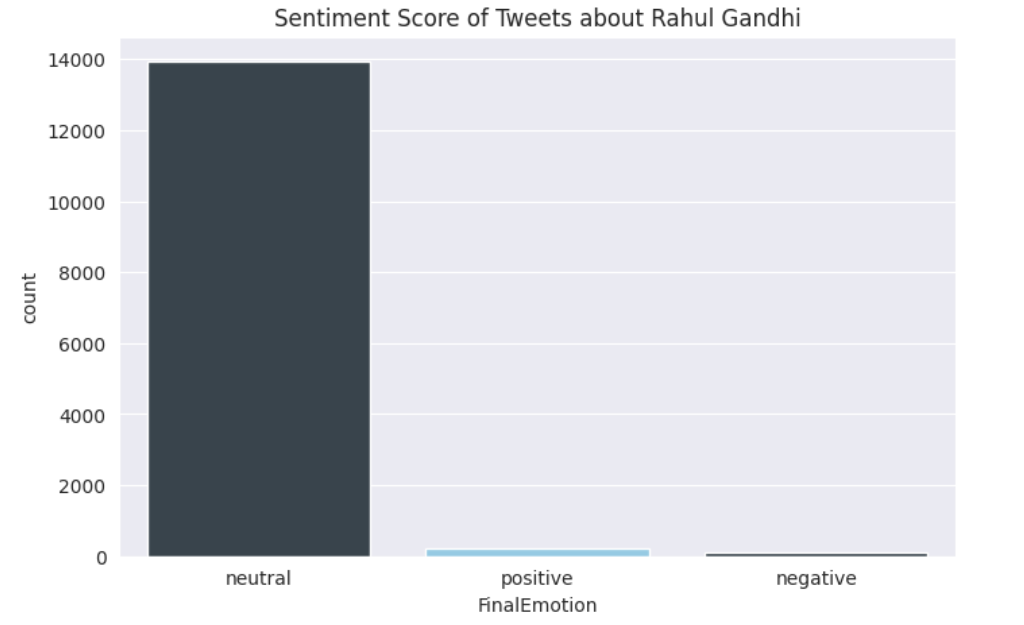 Sentiment Score of Tweets about Rahul Gandhi
14000
12000
10000
8000
6000
4000
2000
0
count
neutral positive negative
FinalEmotion